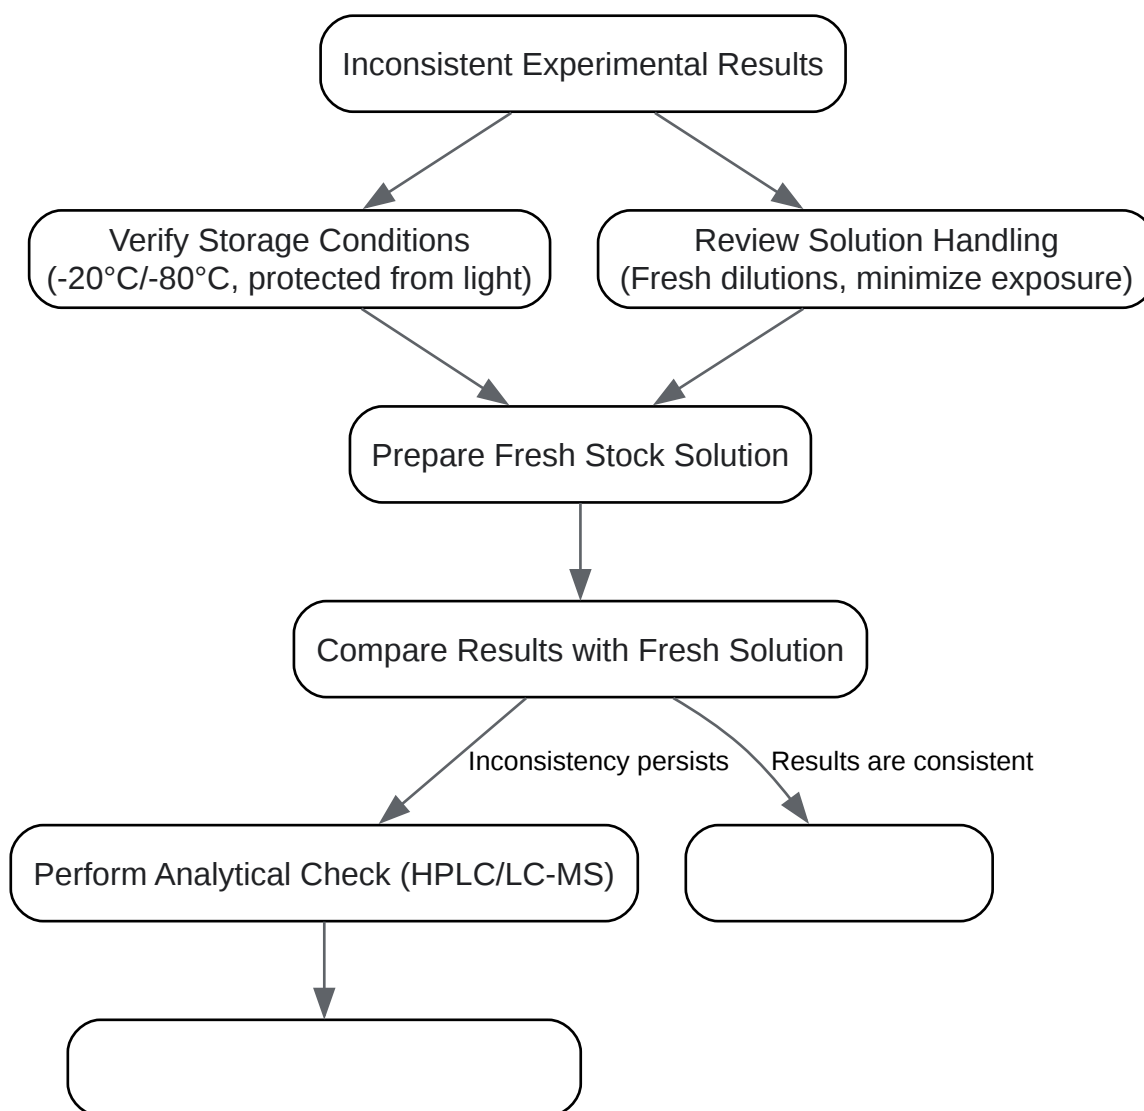 Inconsistent Experimental Results
Verify Storage Conditions
(-20°C/-80°C, protected from light)
Review Solution Handling
(Fresh dilutions, minimize exposure)
Prepare Fresh Stock Solution
Compare Results with Fresh Solution
Inconsistency persists
Results are consistent
Perform Analytical Check (HPLC/LC-MS)